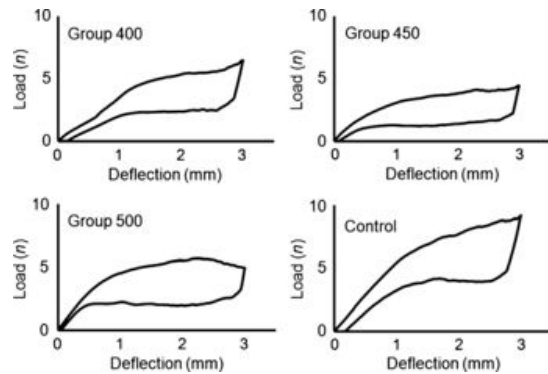 10
Group 400
Load (n)
5
0
0 1 2 3
Deflection (mm)
10
Group 450
Load (n)
5
0
0 1 2 3
Deflection (mm)
10
Group 500
Load (n)
5
0
0 1 2 3
Deflection (mm)
10
Control
Load (n)
5
0
0 1 2 3
Deflection (mm)